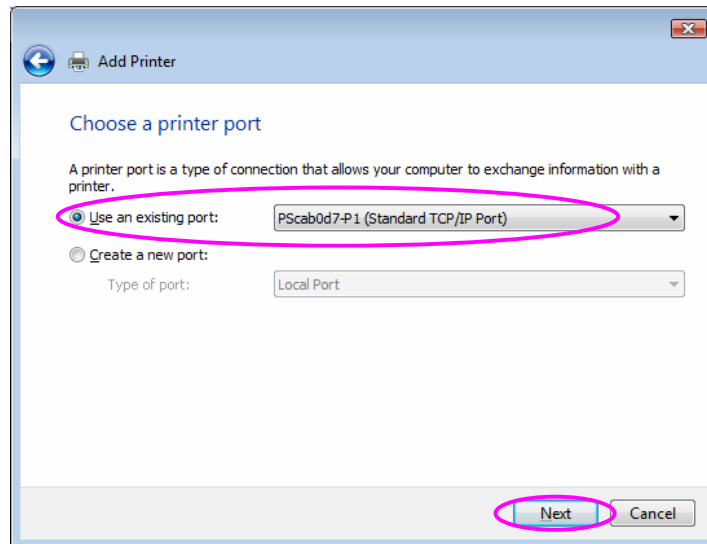 Add Printer
Choose a printer port
A printer port is a type of connection that allows your computer to exchange information with a
printer.
Use an existing port: PScab0d7-P1 (Standard TCP/IP Port)
Create a new port:
Type of port: Local Port
Next Cancel